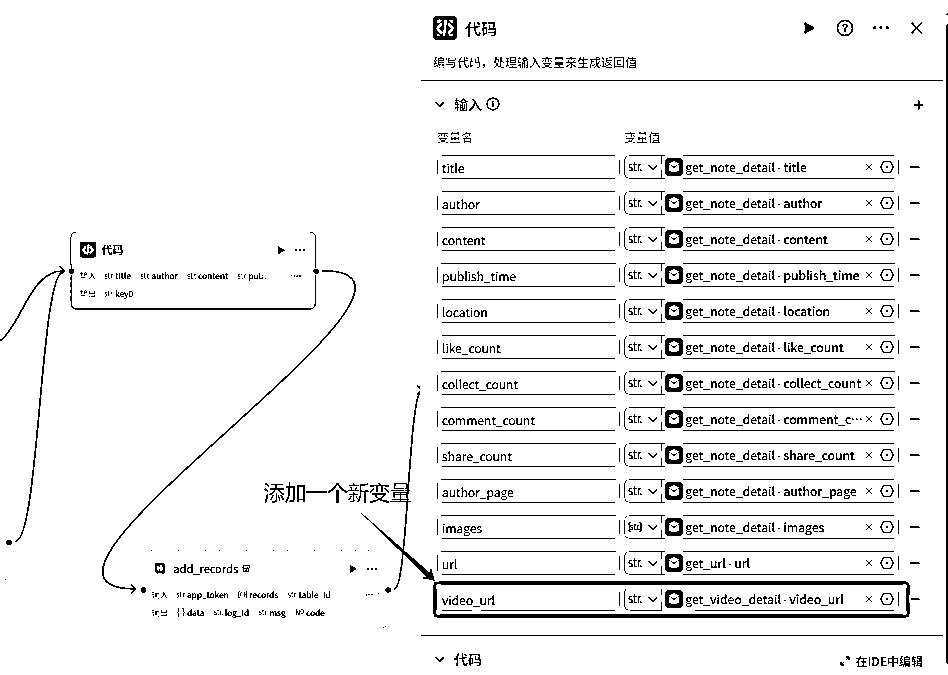 代码
编写代码，处理输入变量来生成返回值
输入
变量名 变量值
title str. get_note_detail - title
author str. get_note_detail - author
content str. get_note_detail - content
publish_time str. get_note_detail - publish_time
location str. get_note_detail - location
like_count str. get_note_detail - like_count
collect_count str. get_note_detail - collect_count
comment_count str. get_note_detail - comment_c···
share_count str. get_note_detail - share_count
author_page str. get_note_detail - author_page
images [str] get_note_detail - images
url str. get_url - url
video_url str. get_video_detail - video_url
代码 在IDE中编辑
代码
输入 str title str author str content str pub.
输出 str key0
添加一个新变量
add_records
输入 str app_token records str table_id
输出 {} data str log_id str msg code